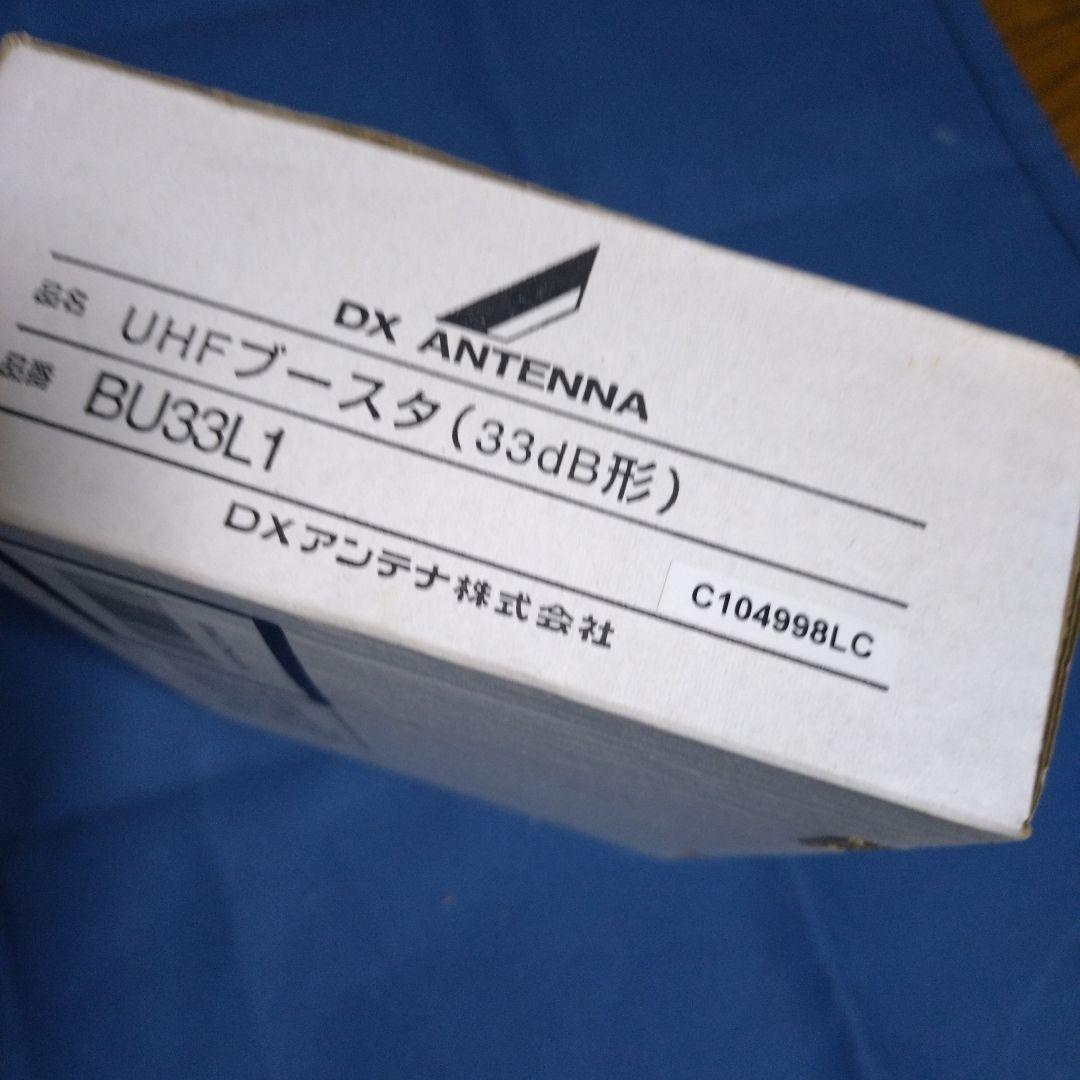 DX ANTENNA
品名 UHFブースタ(33dB形)
品番 BU33L1
C104998LC
DXアンテナ株式会社